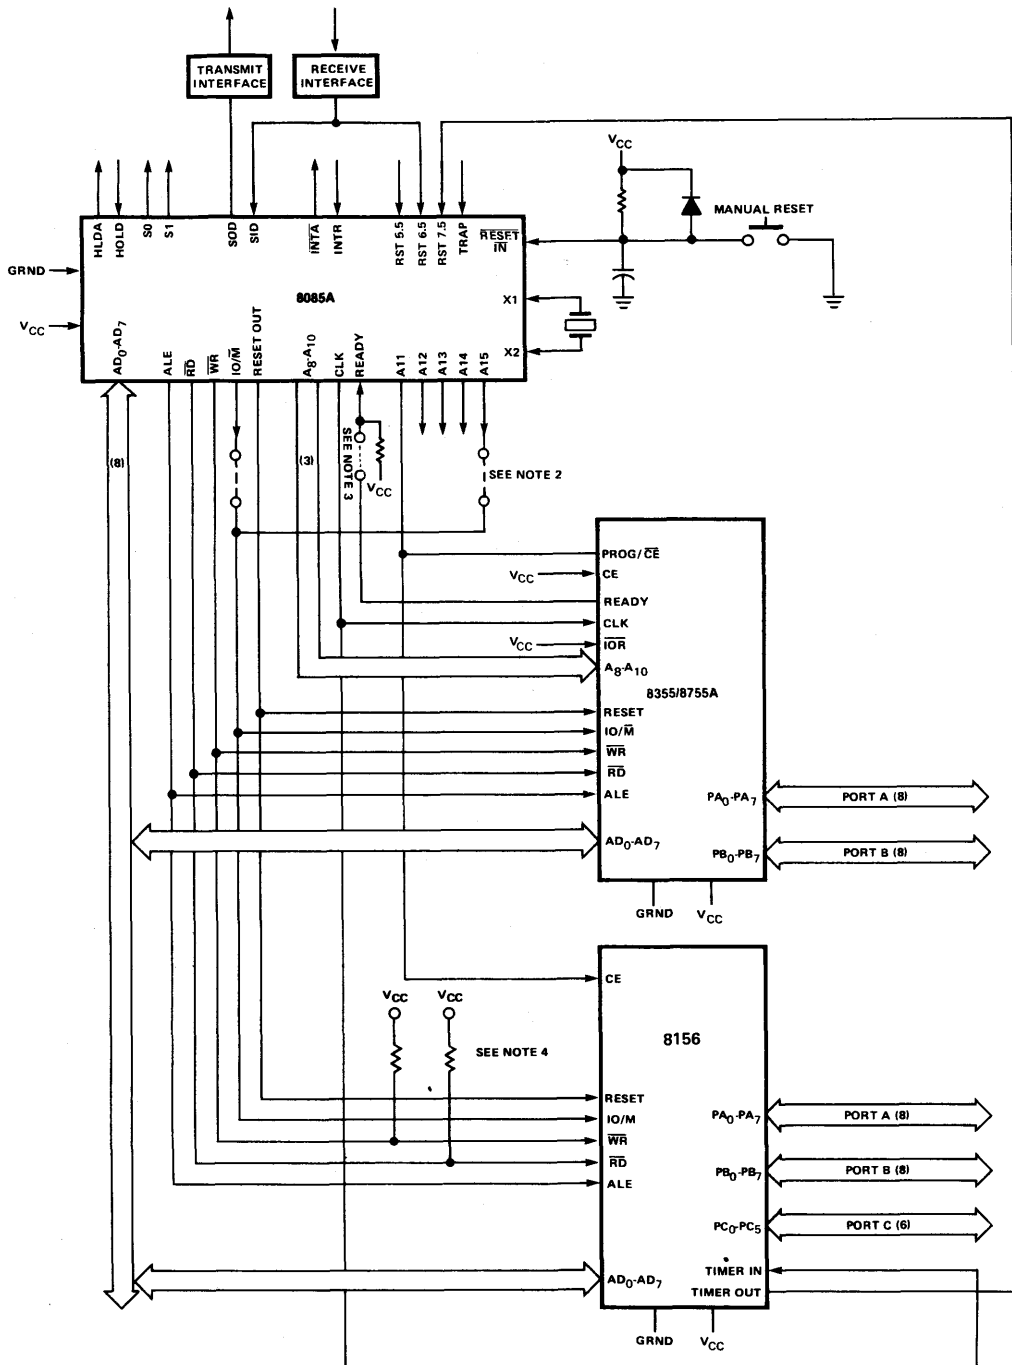 TRANSMIT
INTERFACE
RECEIVE
INTERFACE
VCC
MANUAL RESET
HLDA
HOLD
S0
S1
SOD
SID
INTA
INTR
RST 5.5
RST 6.5
RST 7.5
TRAP
RESET
IN
GRND
VCC
8085A
X1
X2
AD0-AD7
ALE
RD
WR
IO/M
RESET OUT
A8-A10
CLK
READY
A11
A12
A13
A14
A15
(8)
(3)
SEE NOTE 3
VCC
SEE NOTE 2
PROG/CE
VCC
CE
READY
CLK
VCC
IOR
A8-A10
8355/8755A
RESET
IO/M
WR
RD
ALE
PA0-PA7
PORT A (8)
AD0-AD7
PB0-PB7
PORT B (8)
GRND
VCC
CE
VCC
VCC
8156
SEE NOTE 4
RESET
IO/M
PA0-PA7
PORT A (8)
WR
RD
PB0-PB7
PORT B (8)
ALE
PC0-PC5
PORT C (6)
TIMER IN
AD0-AD7
TIMER OUT
GRND
VCC